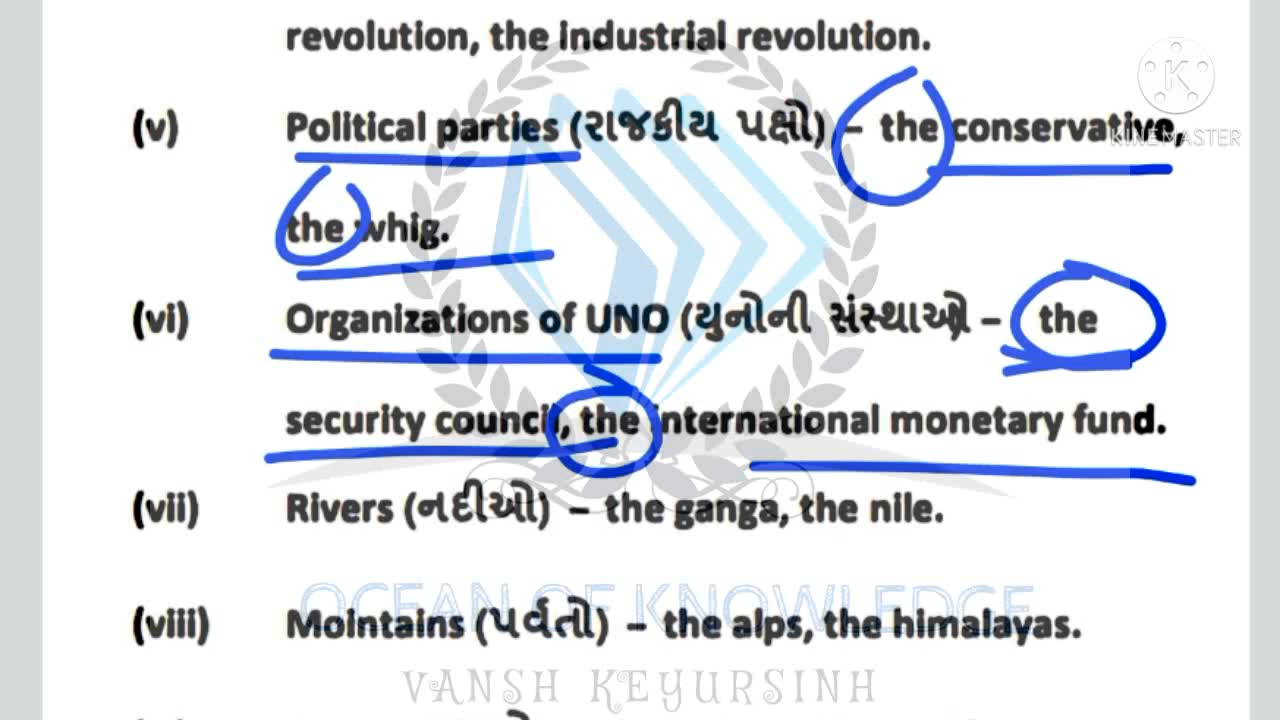 revolution, the industrial revolution.
K
KINEMASTER
(v) Political parties (રાજકીય પક્ષો) – the conservative,
the whig.
(vi) Organizations of UNO (યુનોની સંસ્થાઓ) – the
security council, the international monetary fund.
(vii) Rivers (નદીઓ) – the ganga, the nile.
OCEAN OF KNOWLEDGE
(viii) Mointains (પર્વતો) – the alps, the himalayas.
VANSH KEYURSINH